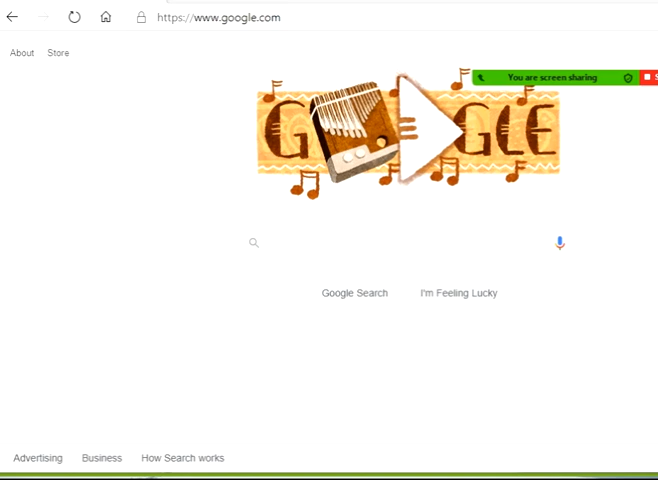 https://www.google.com
About Store
You are screen sharing
S
GOOGLE
Google Search I'm Feeling Lucky
Advertising Business How Search works